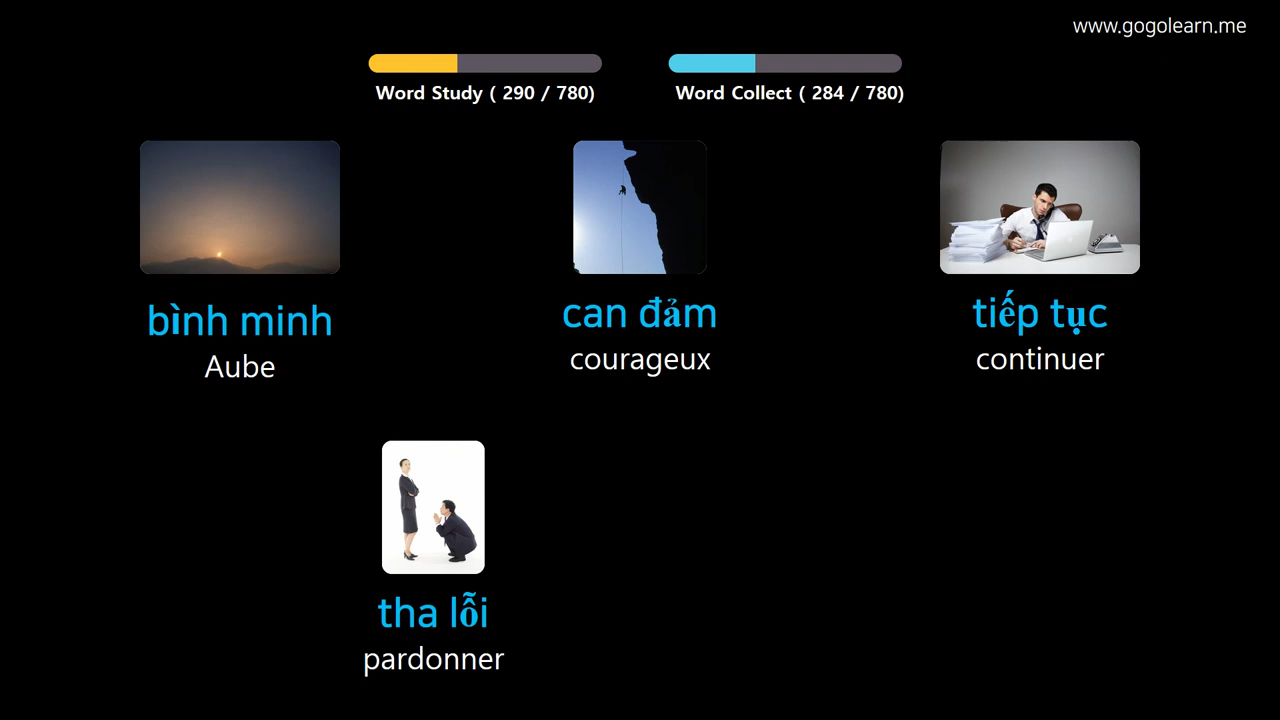 www.gogolearn.me
Word Study ( 290 / 780)
Word Collect ( 284 / 780)
bình minh
Aube
can đảm
courageux
tiếp tục
continuer
tha lỗi
pardonner